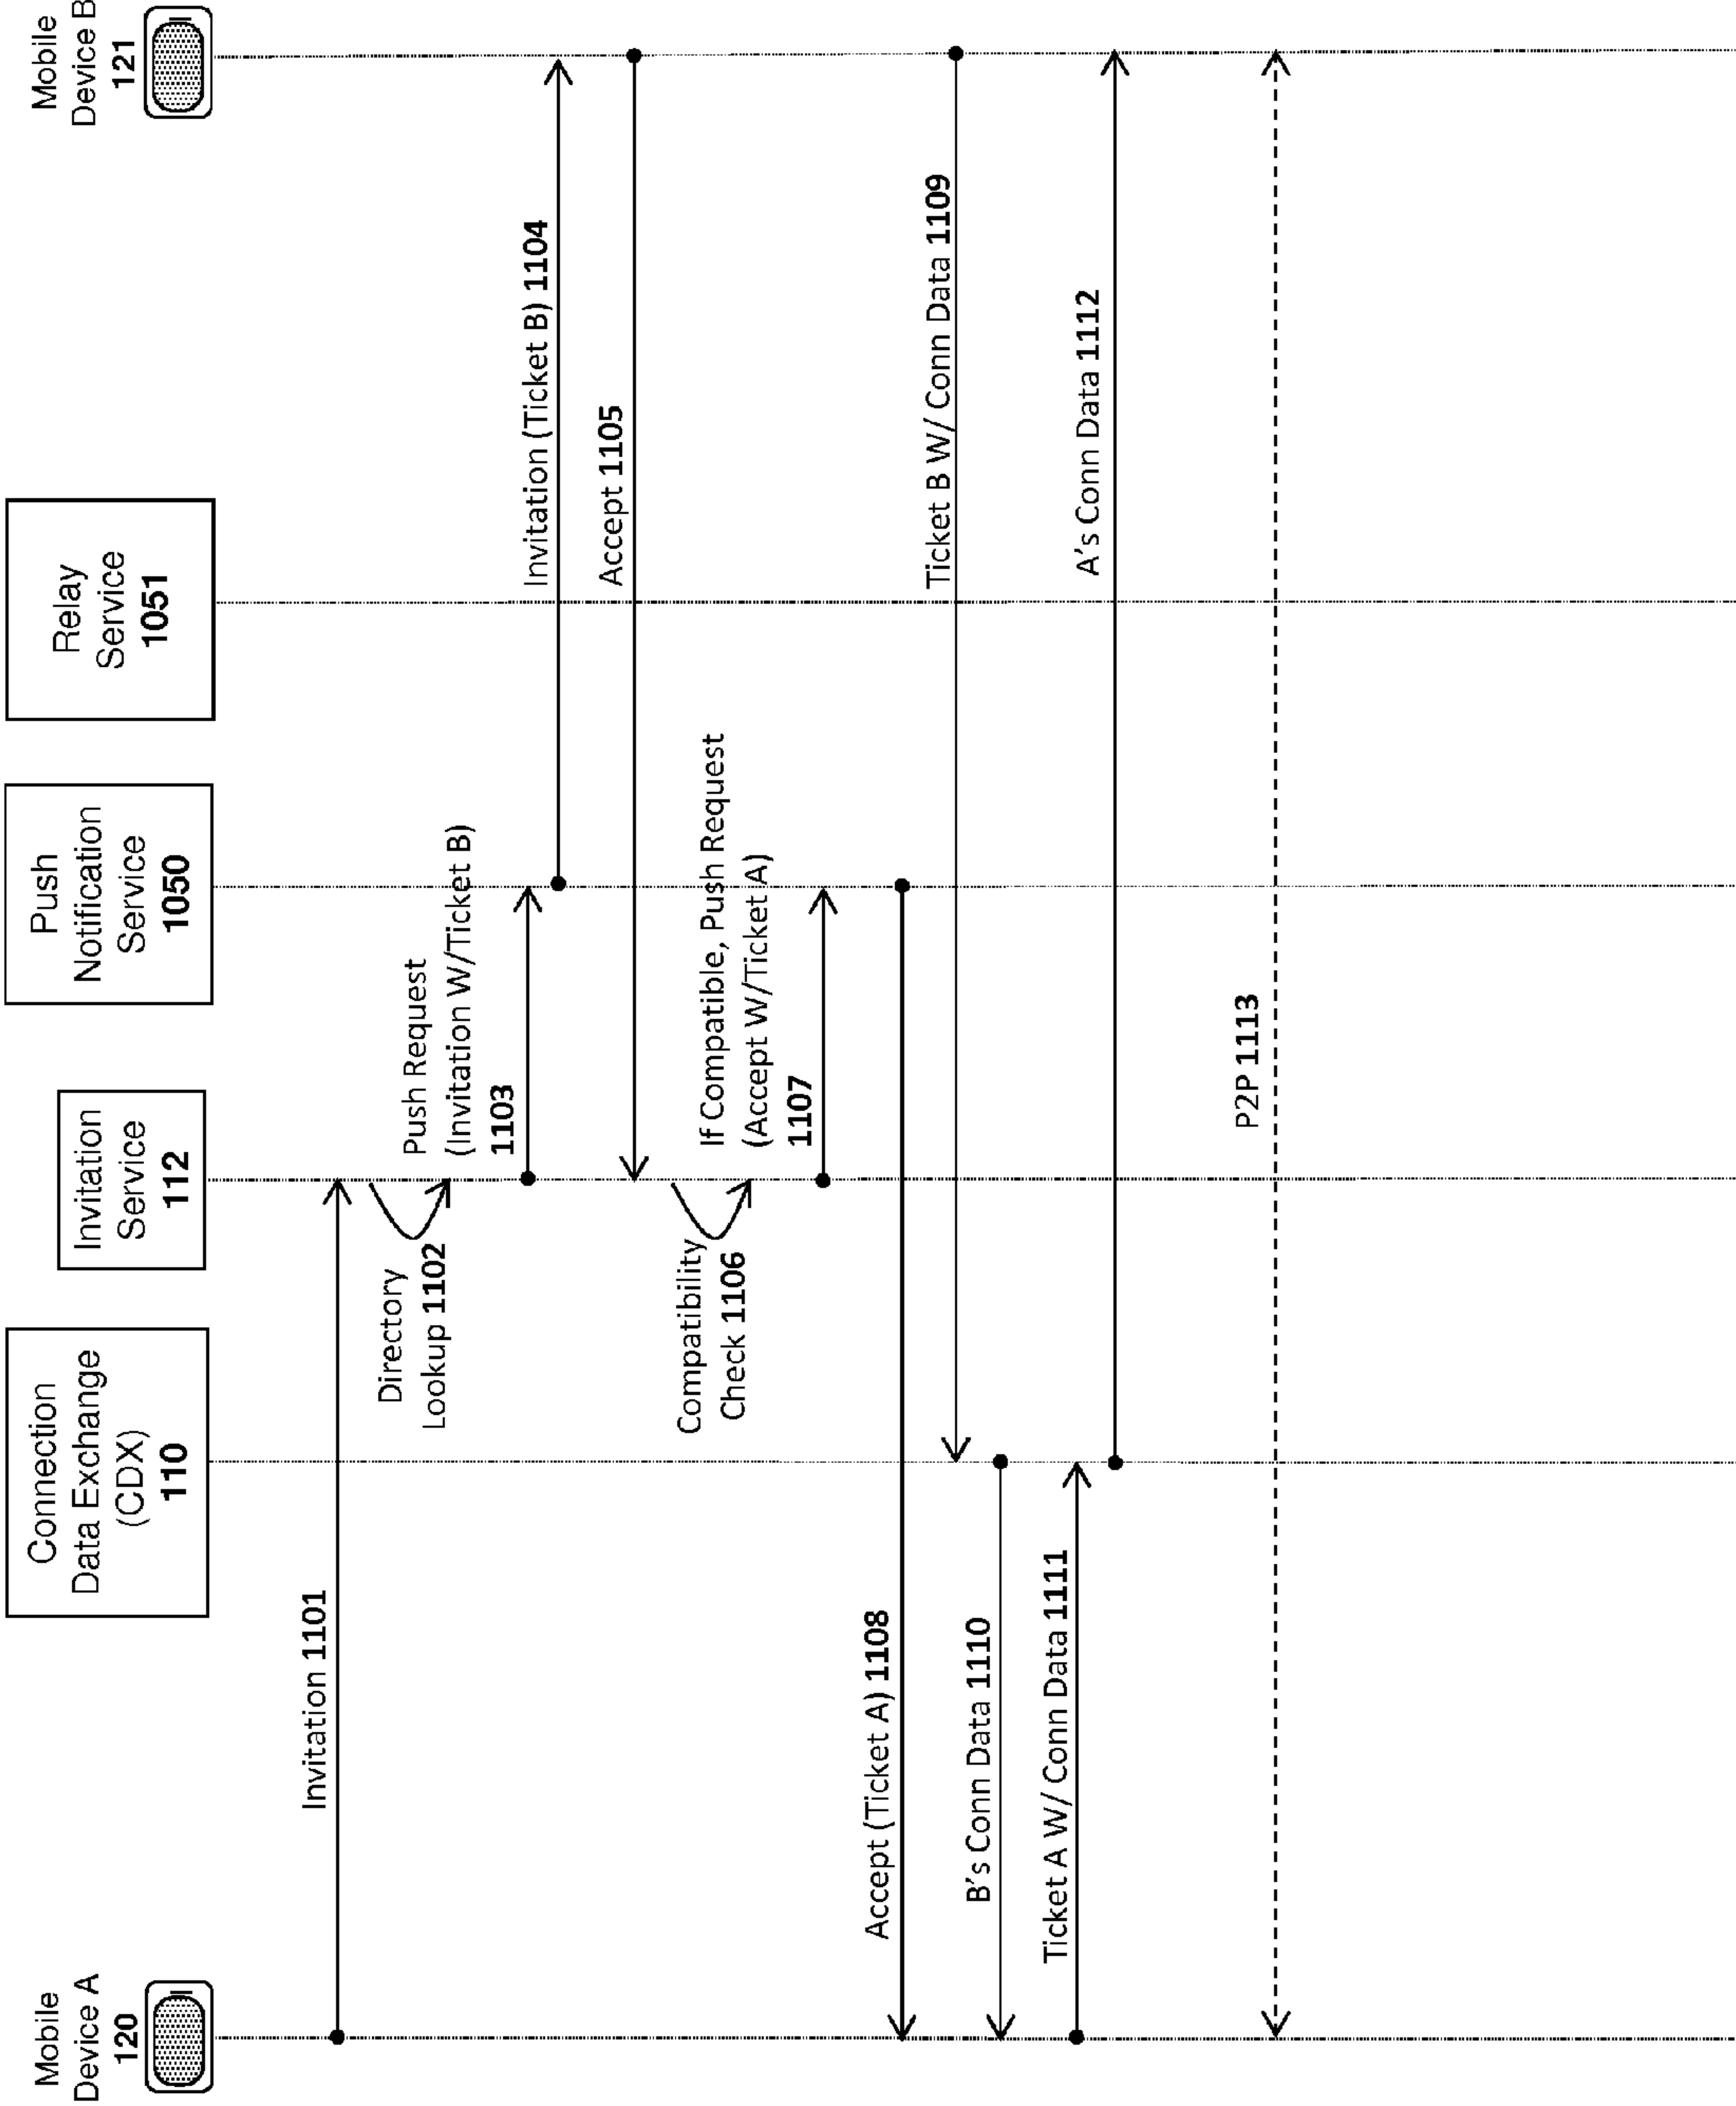 Mobile
Device A
120
Connection
Data Exchange
(CDX)
110
Invitation
Service
112
Push
Notification
Service
1050
Relay
Service
1051
Mobile
Device B
121
Invitation 1101
Directory
Lookup 1102
Push Request
(Invitation W/Ticket B)
1103
Invitation (Ticket B) 1104
Accept 1105
Compatibility
Check 1106
If Compatible, Push Request
(Accept W/Ticket A)
1107
Accept (Ticket A) 1108
Ticket B W/ Conn Data 1109
B's Conn Data 1110
Ticket A W/ Conn Data 1111
A's Conn Data 1112
P2P 1113